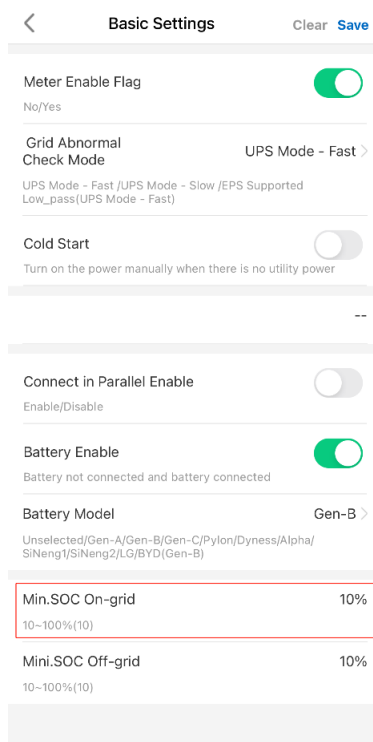 Basic Settings
Clear Save
Meter Enable Flag
No/Yes
Grid Abnormal
Check Mode
UPS Mode - Fast
UPS Mode - Fast /UPS Mode - Slow /EPS Supported
Low_pass(UPS Mode - Fast)
Cold Start
Turn on the power manually when there is no utility power
--
Connect in Parallel Enable
Enable/Disable
Battery Enable
Battery not connected and battery connected
Battery Model
Gen-B
Unselected/Gen-A/Gen-B/Gen-C/Pylon/Dyness/Alpha/
SiNeng1/SiNeng2/LG/BYD(Gen-B)
Min.SOC On-grid
10%
10~100%(10)
Mini.SOC Off-grid
10%
10~100%(10)